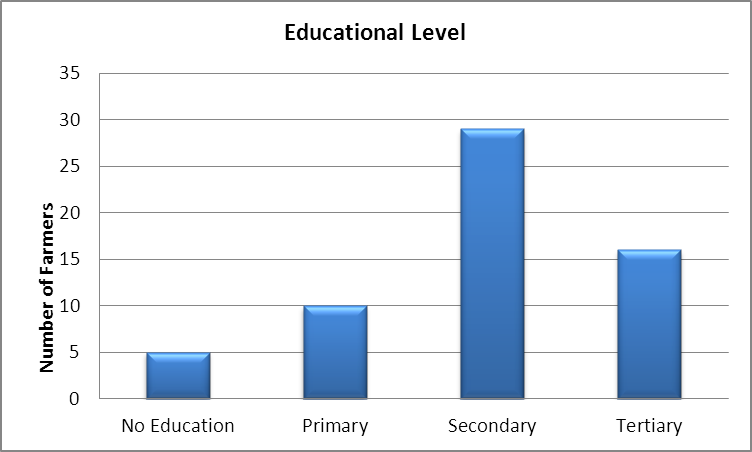 Educational Level
Number of Farmers
35
30
25
20
15
10
5
0
No Education
Primary
Secondary
Tertiary